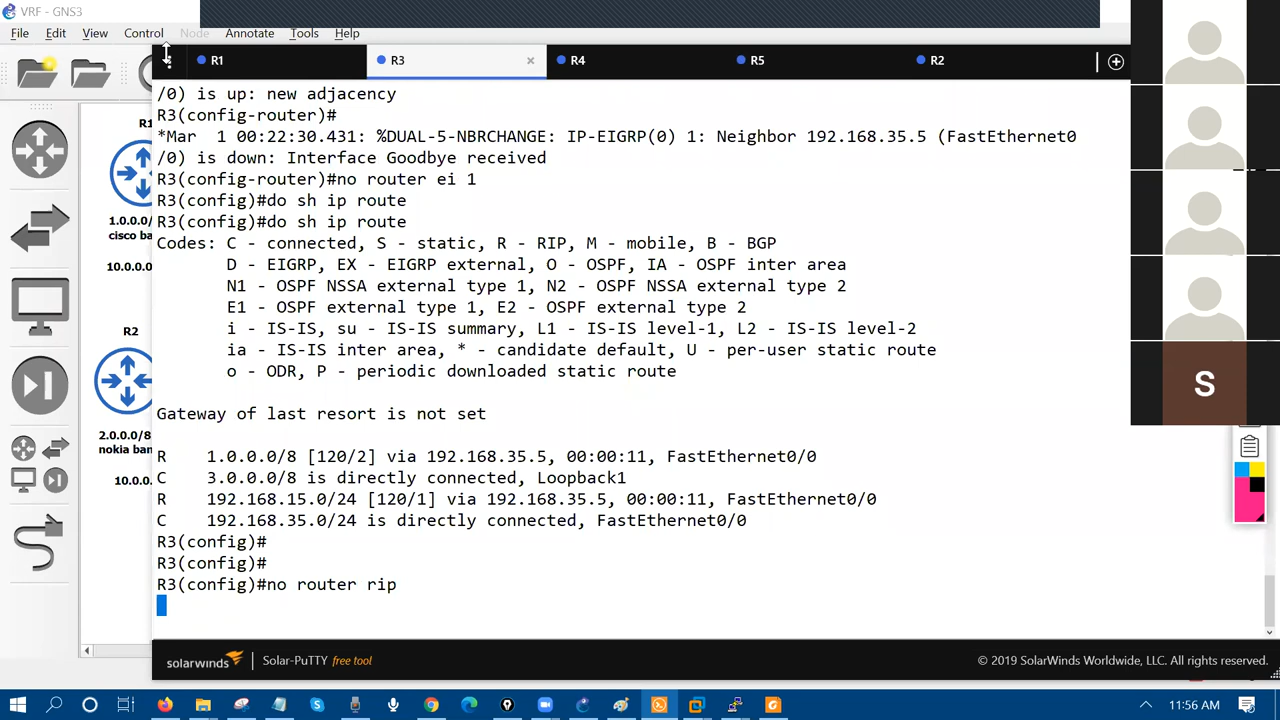 VRF - GNS3
File Edit View Control Node Annotate Tools Help
R1 R3 × R4 R5 R2
/0) is up: new adjacency
R3(config-router)#
*Mar  1 00:22:30.431: %DUAL-5-NBRCHANGE: IP-EIGRP(0) 1: Neighbor 192.168.35.5 (FastEthernet0
/0) is down: Interface Goodbye received
R3(config-router)#no router ei 1
R3(config)#do sh ip route
R3(config)#do sh ip route
Codes: C - connected, S - static, R - RIP, M - mobile, B - BGP
D - EIGRP, EX - EIGRP external, O - OSPF, IA - OSPF inter area
N1 - OSPF NSSA external type 1, N2 - OSPF NSSA external type 2
E1 - OSPF external type 1, E2 - OSPF external type 2
i - IS-IS, su - IS-IS summary, L1 - IS-IS level-1, L2 - IS-IS level-2
ia - IS-IS inter area, * - candidate default, U - per-user static route
o - ODR, P - periodic downloaded static route
Gateway of last resort is not set
R    1.0.0.0/8 [120/2] via 192.168.35.5, 00:00:11, FastEthernet0/0
C    3.0.0.0/8 is directly connected, Loopback1
R    192.168.15.0/24 [120/1] via 192.168.35.5, 00:00:11, FastEthernet0/0
C    192.168.35.0/24 is directly connected, FastEthernet0/0
R3(config)#
R3(config)#
R3(config)#no router rip
R1
1.0.0.0/
cisco ba
10.0.0.
R2
2.0.0.0/8
nokia ban
10.0.0.
S
solarwinds Solar-PuTTY free tool © 2019 SolarWinds Worldwide, LLC. All rights reserved.
11:56 AM